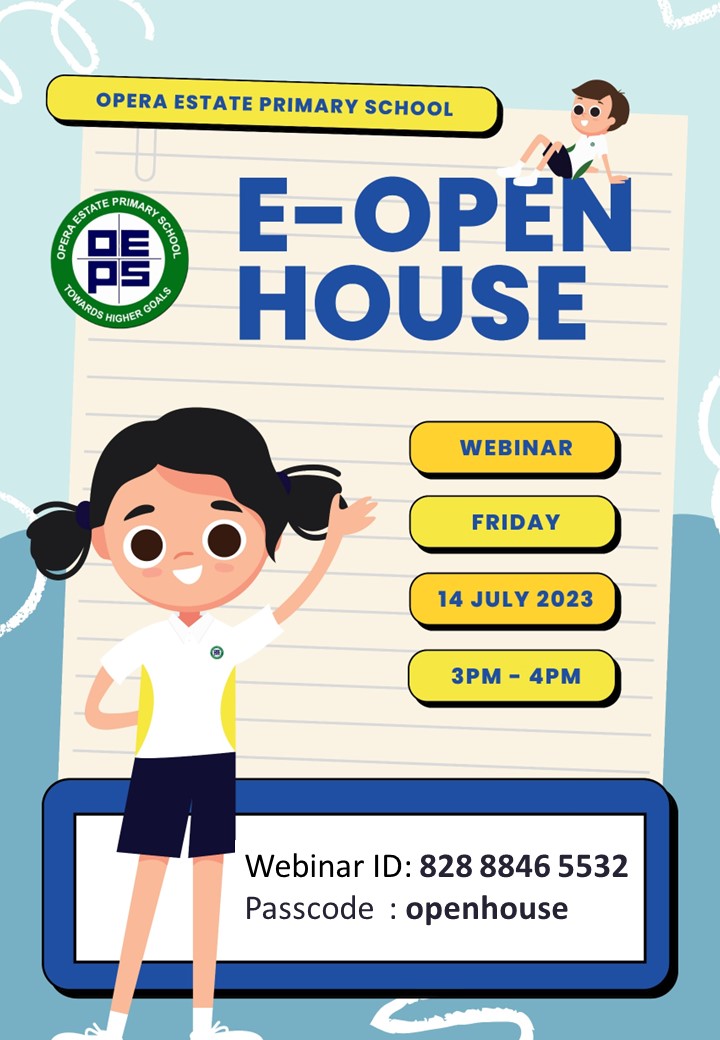 OPERA ESTATE PRIMARY SCHOOL
E-OPEN
HOUSE
OPERA ESTATE PRIMARY SCHOOL
OE
PS
TOWARDS HIGHER GOALS
WEBINAR
FRIDAY
14 JULY 2023
3PM - 4PM
Webinar ID: 828 8846 5532
Passcode : openhouse